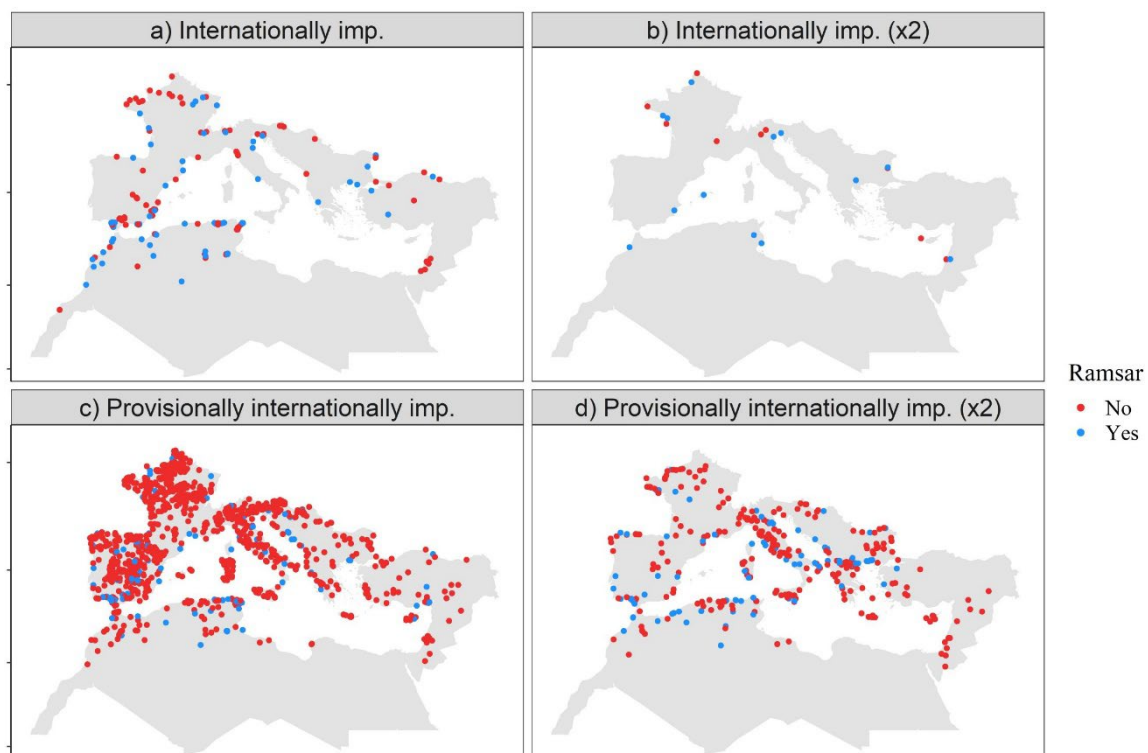 a) Internationally imp.
b) Internationally imp. (x2)
c) Provisionally internationally imp.
d) Provisionally internationally imp. (x2)
Ramsar
No
Yes